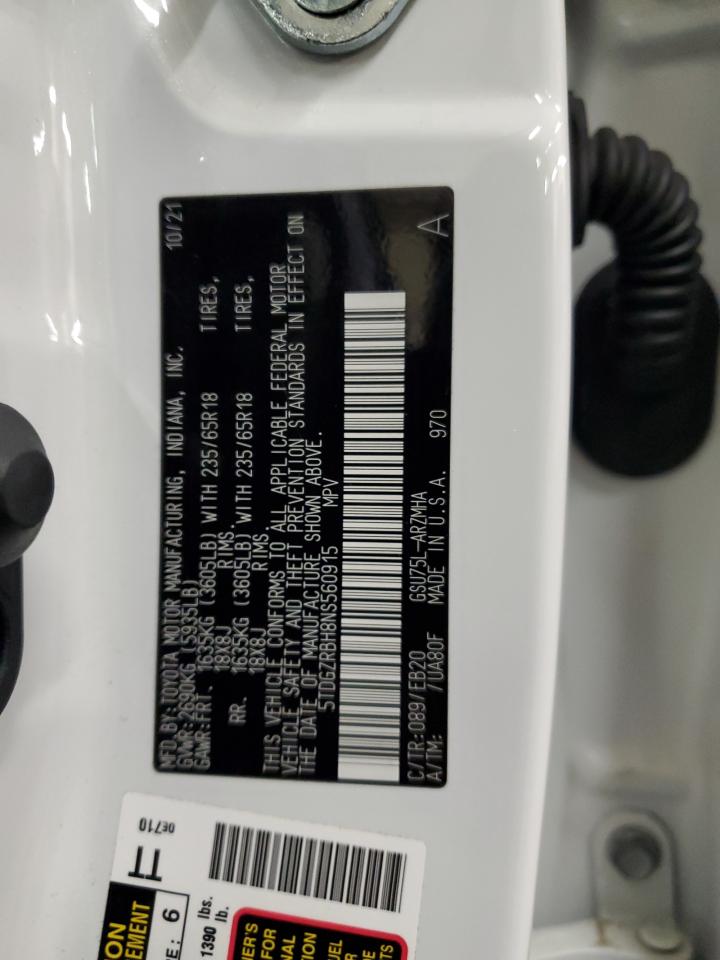 MFD.BY:TOYOTA MOTOR MANUFACTURING, INDIANA, INC. 10/21
GVWR:2690KG (5935LB)
GAWR:FRT. 1635KG (3605LB) WITH 235/65R18 TIRES,
18X8J RIMS.
RR. 1635KG (3605LB) WITH 235/65R18 TIRES,
18X8J RIMS.
THIS VEHICLE CONFORMS TO ALL APPLICABLE FEDERAL MOTOR
VEHICLE SAFETY AND THEFT PREVENTION STANDARDS IN EFFECT ON
THE DATE OF MANUFACTURE SHOWN ABOVE.
5TDGZRBH8NS560915 MPV
C/TR:089/EB20 GSU75L-ARZMHA A
A/TM: /UA80F MADE IN U.S.A. 970
0E710
6
1390 lbs.
lb.
FOR